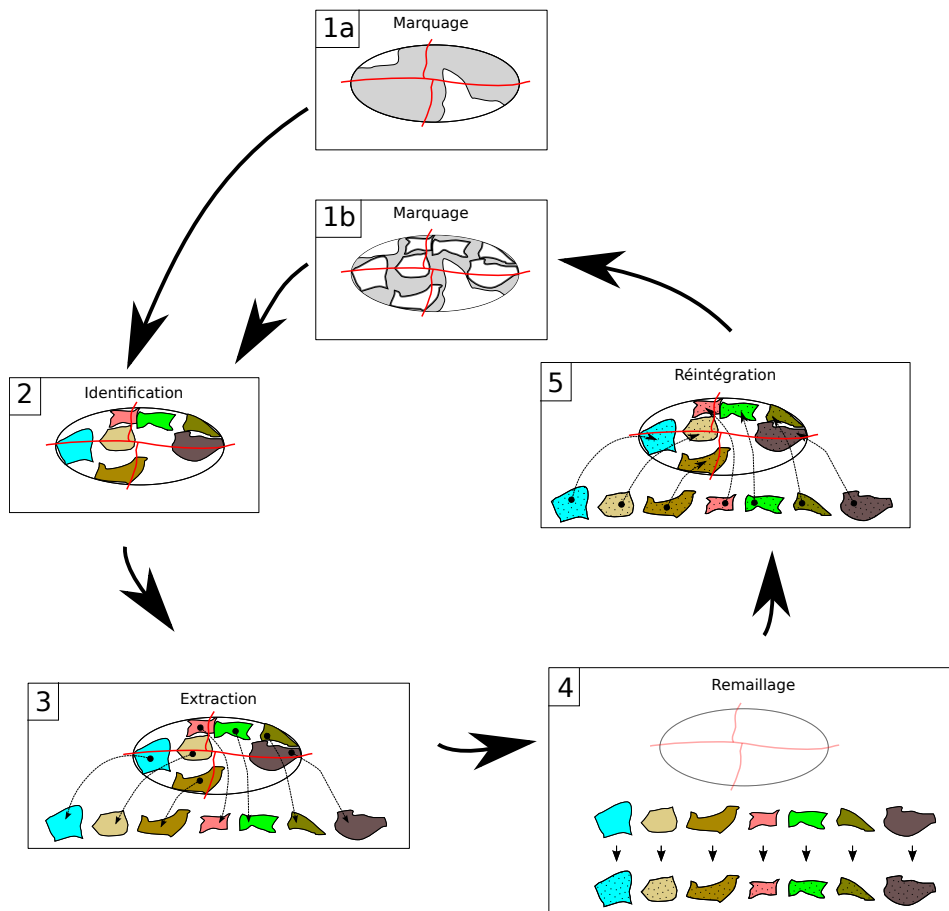 1a
Marquage
1b
Marquage
2
Identification
5
Réintégration
3
Extraction
4
Remaillage